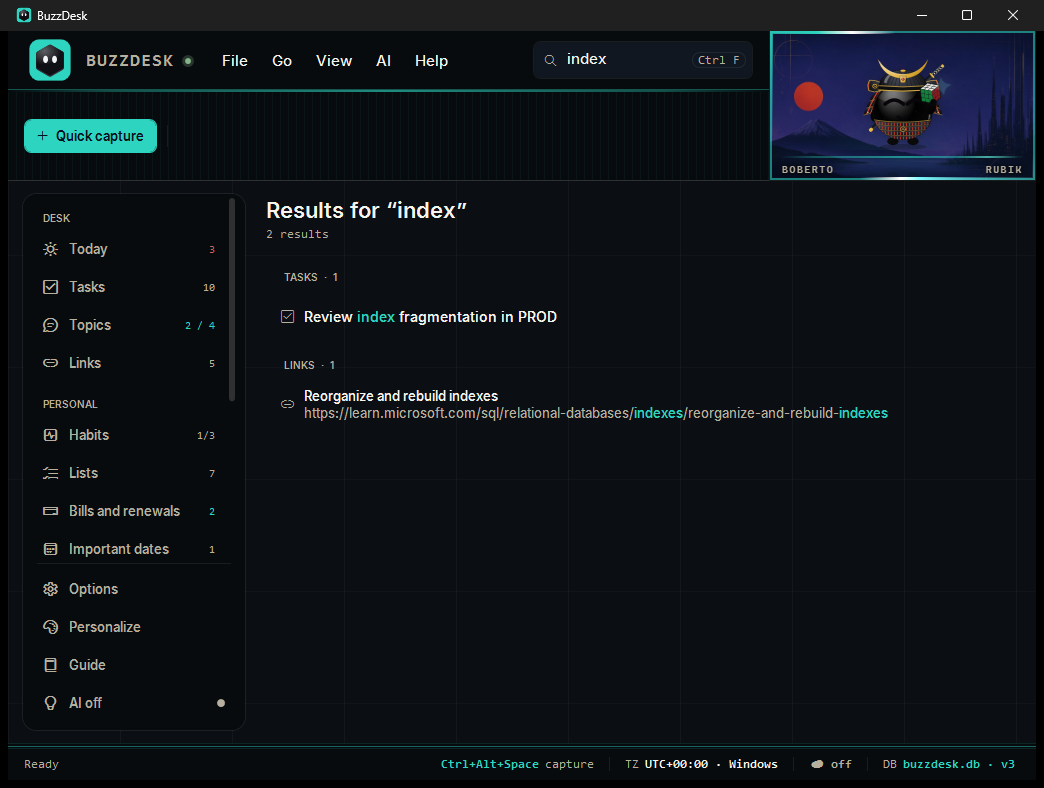 BuzzDesk
BUZZDESK
File
Go
View
AI
Help
index
Ctrl F
+ Quick capture
BOBERTO
RUBIK
DESK
Today 3
Tasks 10
Topics 2 / 4
Links 5
PERSONAL
Habits 1/3
Lists 7
Bills and renewals 2
Important dates 1
Options
Personalize
Guide
AI off
Results for “index”
2 results
TASKS · 1
Review index fragmentation in PROD
LINKS · 1
Reorganize and rebuild indexes
https://learn.microsoft.com/sql/relational-databases/indexes/reorganize-and-rebuild-indexes
Ready
Ctrl+Alt+Space capture
TZ UTC+00:00 · Windows
off
DB buzzdesk.db · v3